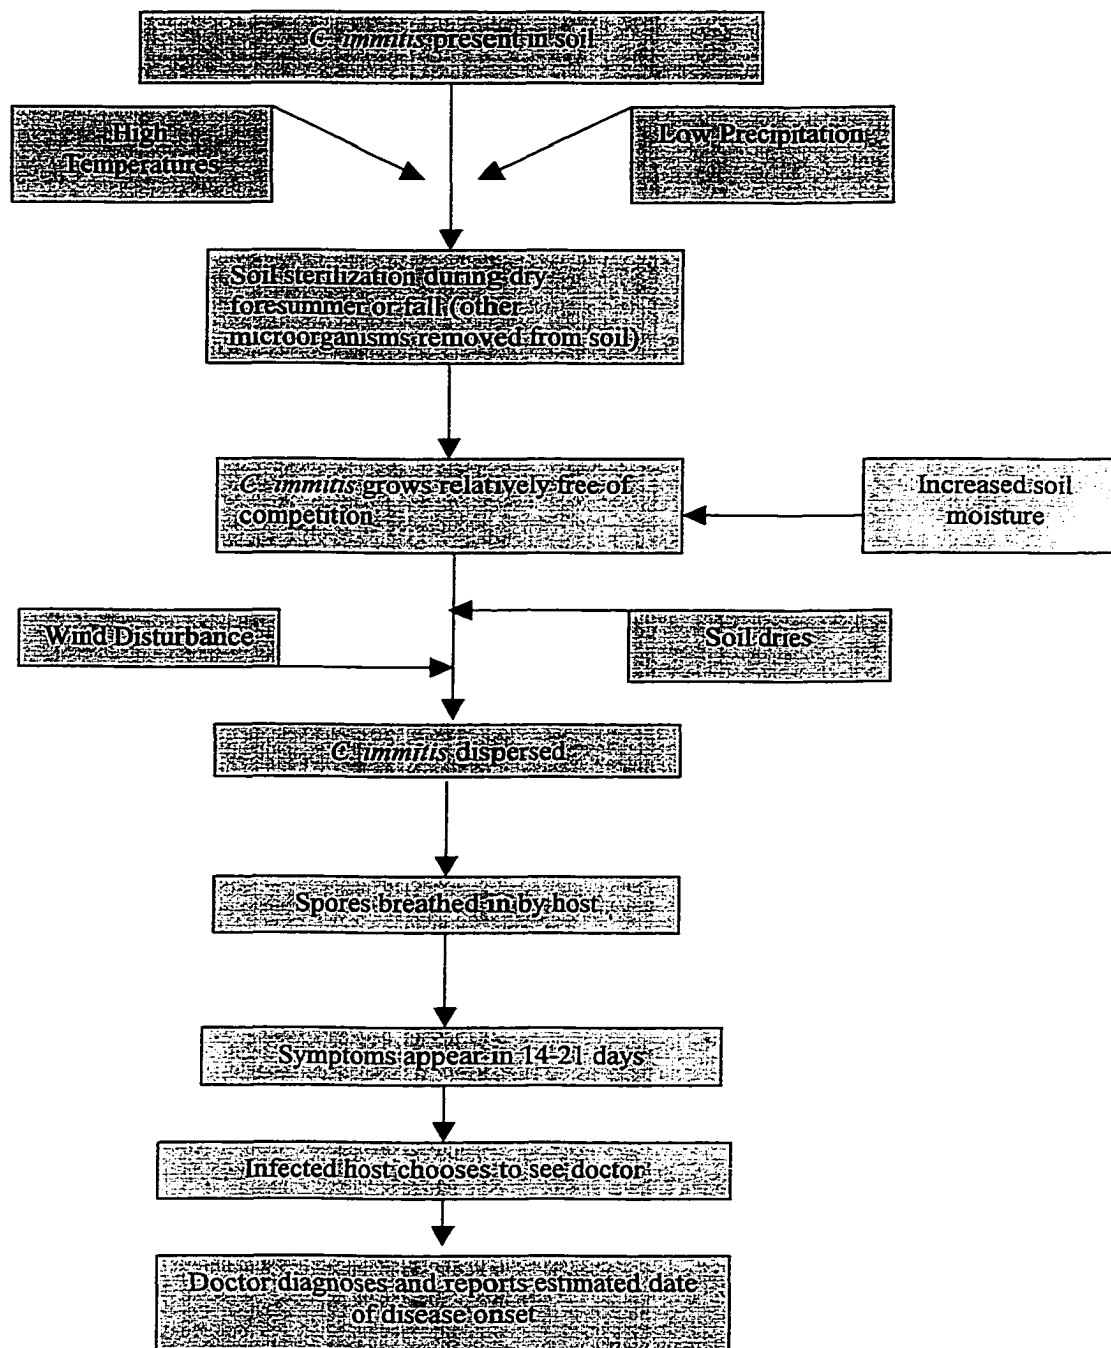 C. immitis present in soil
High
Temperatures
Low Precipitation
Soil sterilization during dry
foresummer or fall (other
microorganisms removed from soil)
C. immitis grows relatively free of
competition
Increased soil
moisture
Wind Disturbance
Soil dries
C. immitis dispersed
Spores breathed in by host
Symptoms appear in 14-21 days
Infected host chooses to see doctor
Doctor diagnoses and reports estimated date
of disease onset